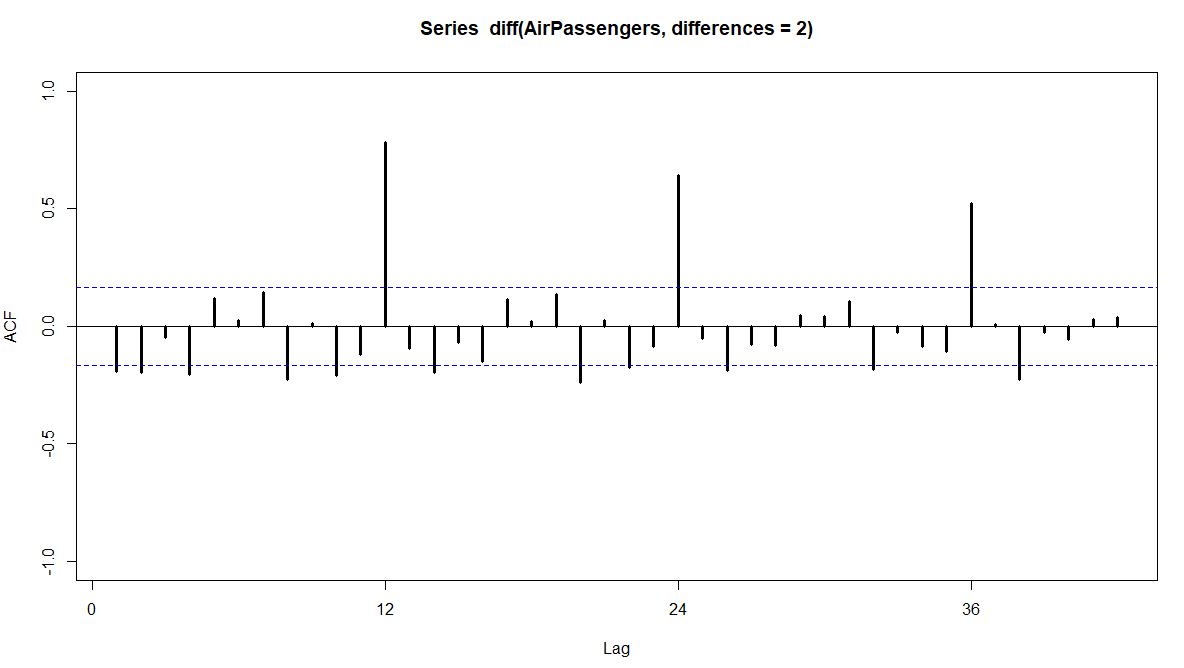 Series  diff(AirPassengers, differences = 2)
ACF
1.0
0.5
0.0
-0.5
-1.0
0 12 24 36
Lag